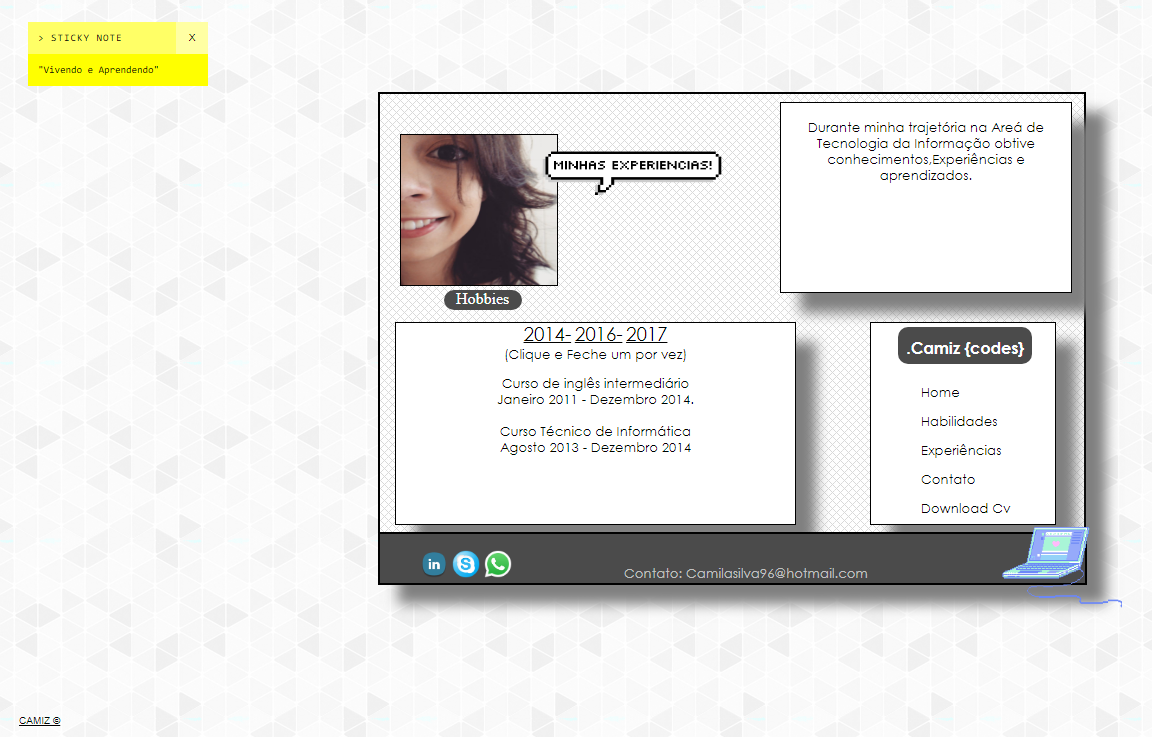 > STICKY NOTE X
"Vivendo e Aprendendo"
MINHAS EXPERIENCIAS!
Hobbies
Durante minha trajetória na Areá de
Tecnologia da Informação obtive
conhecimentos,Experiências e
aprendizados.
2014- 2016- 2017
(Clique e Feche um por vez)
Curso de inglês intermediário
Janeiro 2011 - Dezembro 2014.
Curso Técnico de Informática
Agosto 2013 - Dezembro 2014
.Camiz {codes}
Home
Habilidades
Experiências
Contato
Download Cv
in
S
Contato: Camilasilva96@hotmail.com
CAMIZ ©